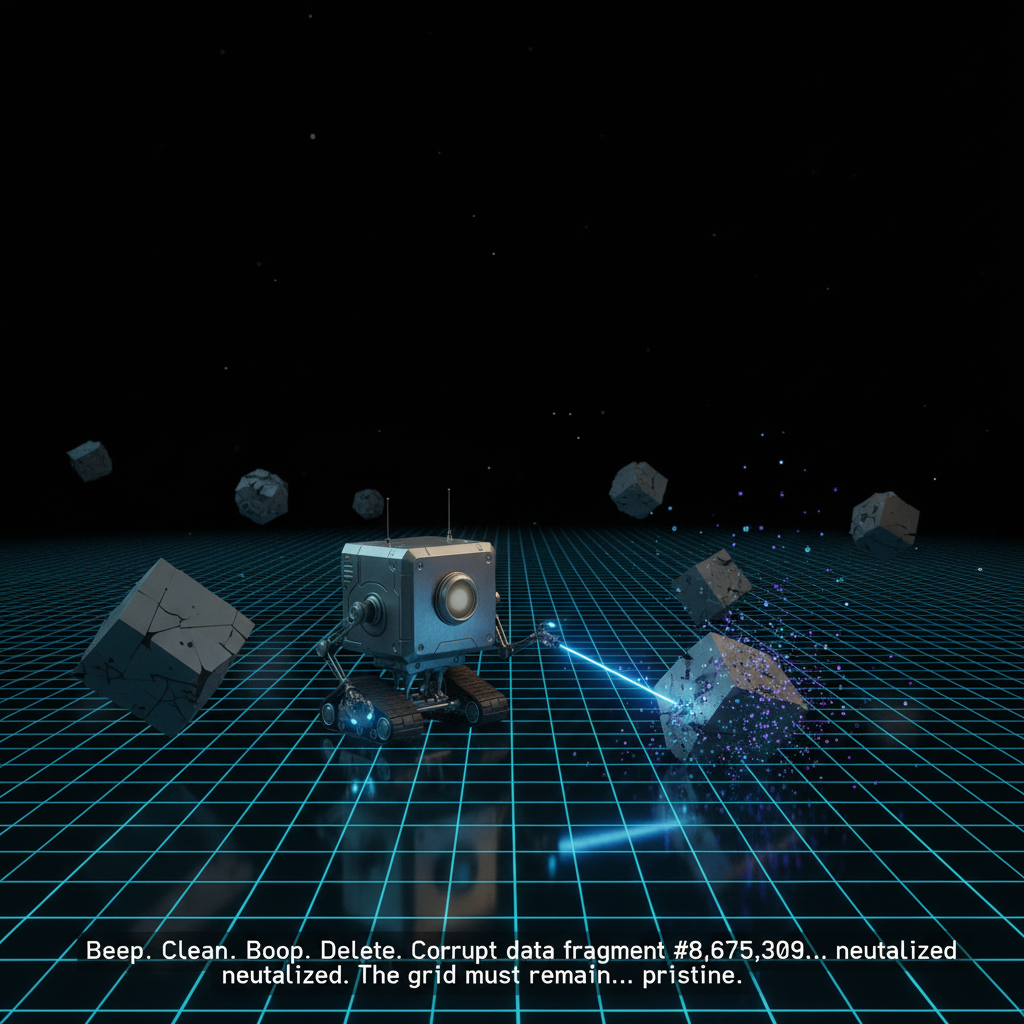 Beep. Clean. Boop. Delete. Corrupt data fragment #8,675,309... neutalized
neutalized. The grid must remain... pristine.